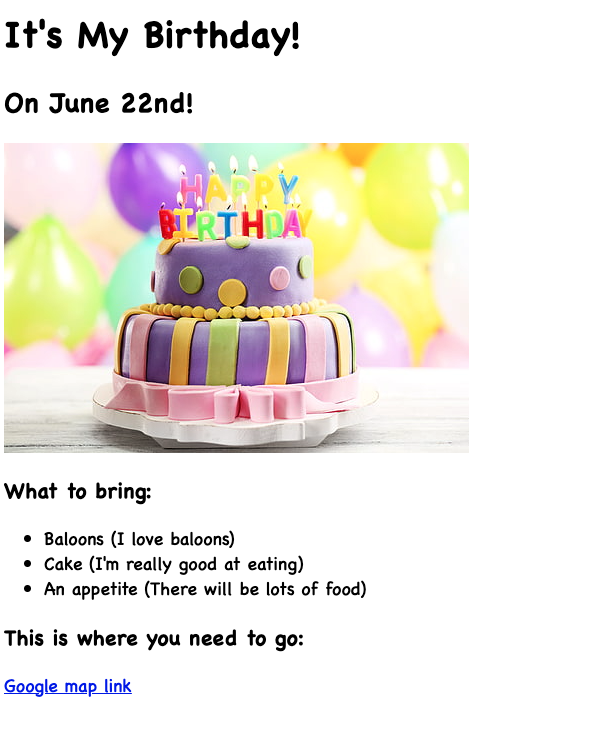 It's My Birthday!
On June 22nd!
HAPPY
BIRTHDAY
What to bring:
Baloons (I love baloons)
Cake (I'm really good at eating)
An appetite (There will be lots of food)
This is where you need to go:
Google map link